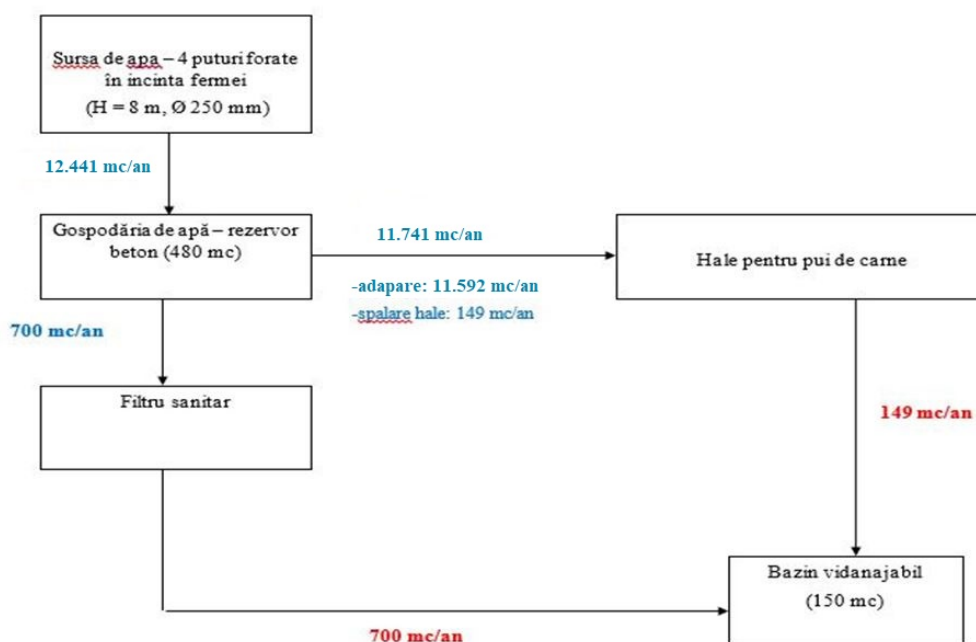 Sursa de apa – 4 puturi forate
în incinta fermei
(H = 8 m, Ø 250 mm)
12.441 mc/an
Gospodăria de apă – rezervor
beton (480 mc)
11.741 mc/an
-adapare: 11.592 mc/an
-spalare hale: 149 mc/an
Hale pentru pui de carne
700 mc/an
Filtru sanitar
149 mc/an
Bazin vidanajabil
(150 mc)
700 mc/an